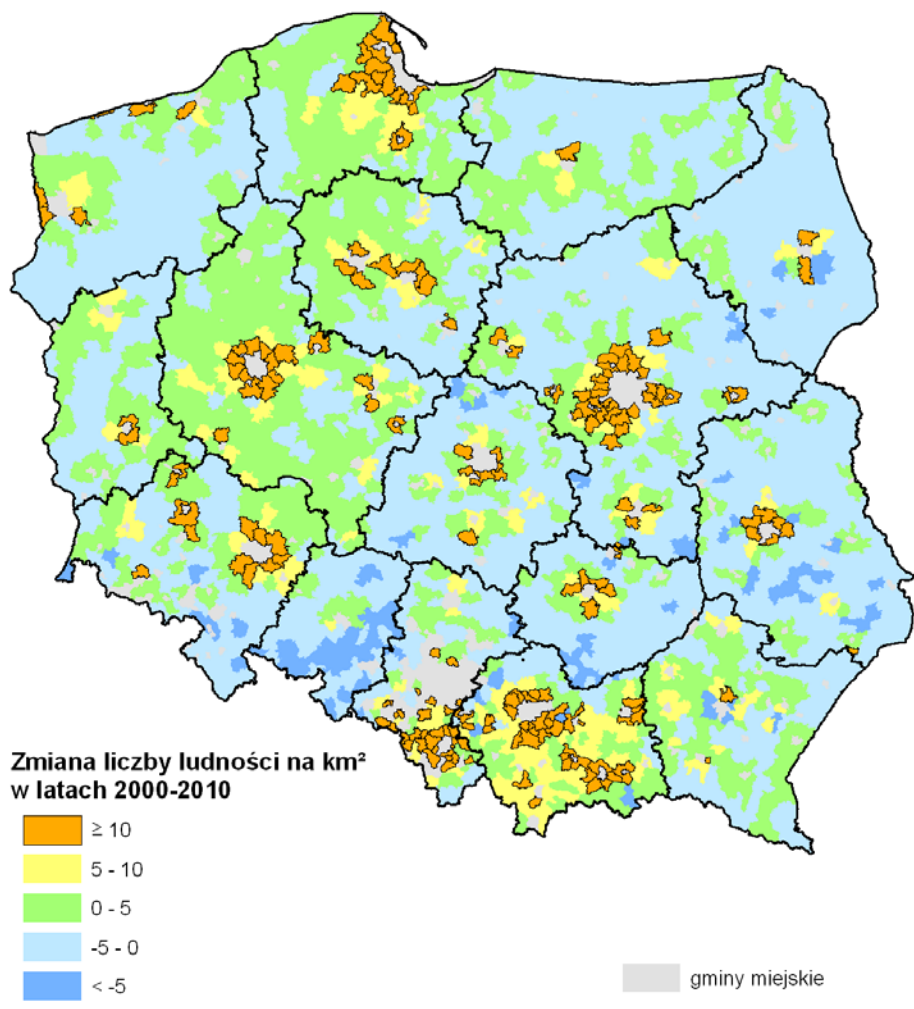 Zmiana liczby ludności na km²
w latach 2000-2010
≥ 10
5 - 10
0 - 5
-5 - 0
< -5
gminy miejskie